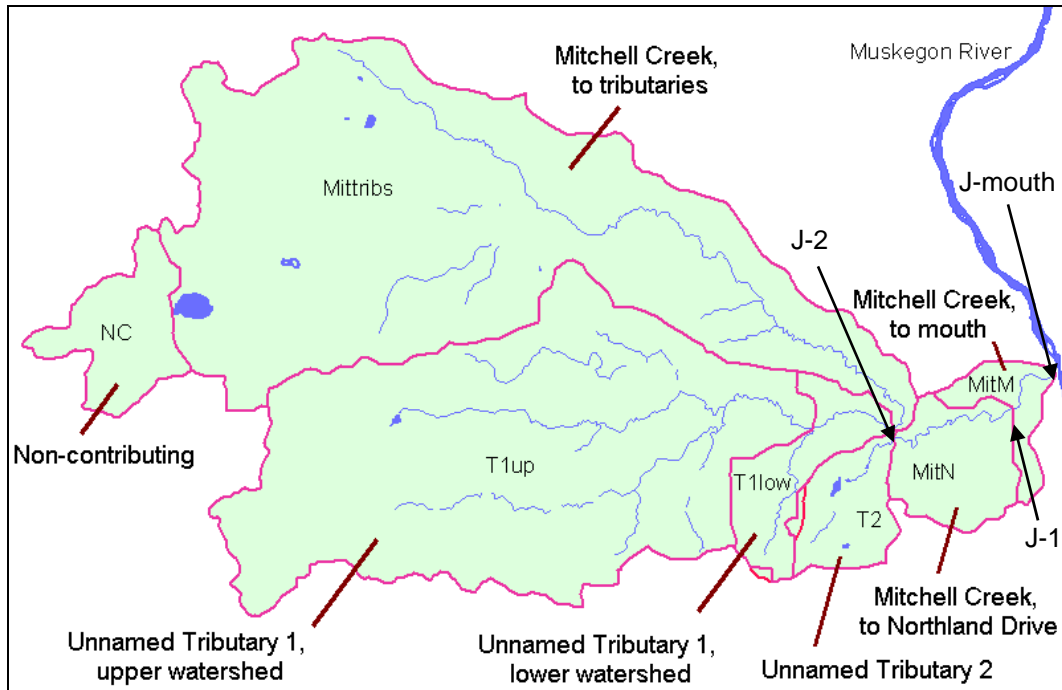 Mitchell Creek,
to tributaries
Muskegon River
J-mouth
Mittribs
J-2
Mitchell Creek,
to mouth
NC
MitM
Non-contributing
T1up
T1low
MitN
T2
J-1
Unnamed Tributary 1,
upper watershed
Unnamed Tributary 1,
lower watershed
Unnamed Tributary 2
Mitchell Creek,
to Northland Drive